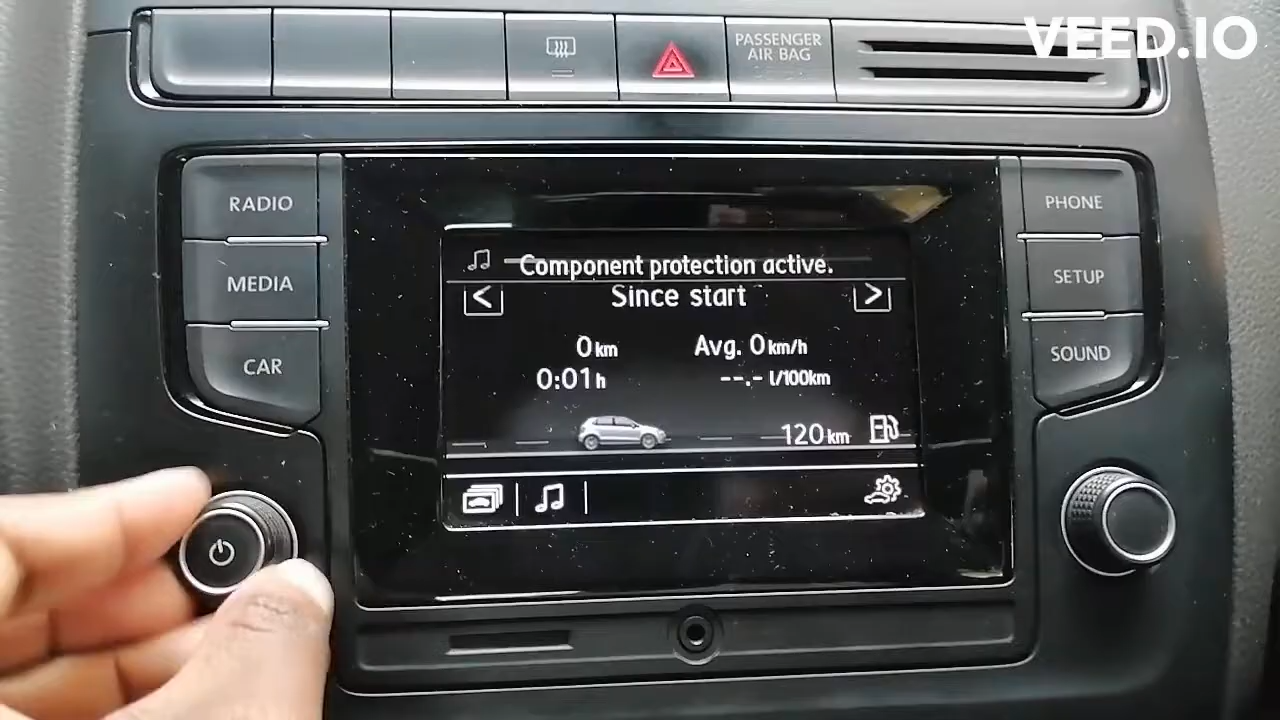 VEED.IO
PASSENGER
AIR BAG
RADIO
MEDIA
CAR
PHONE
SETUP
SOUND
Component protection active.
< Since start >
0 km Avg. 0 km/h
0:01 h --.- l/100km
120 km